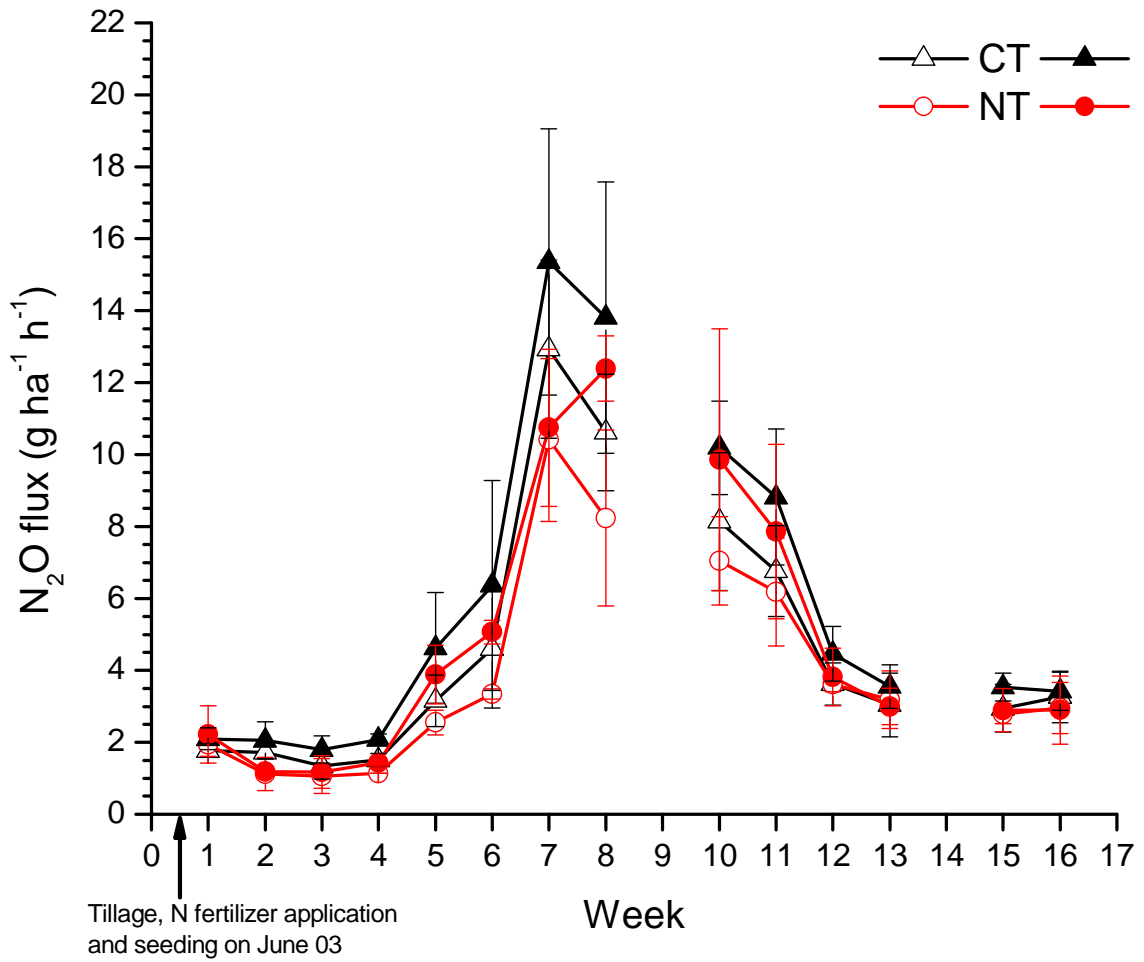 22
20
18
16
14
12
10
8
6
4
2
0
N₂O flux (g ha⁻¹ h⁻¹)
CT
NT
0 1 2 3 4 5 6 7 8 9 10 11 12 13 14 15 16 17
Week
Tillage, N fertilizer application
and seeding on June 03